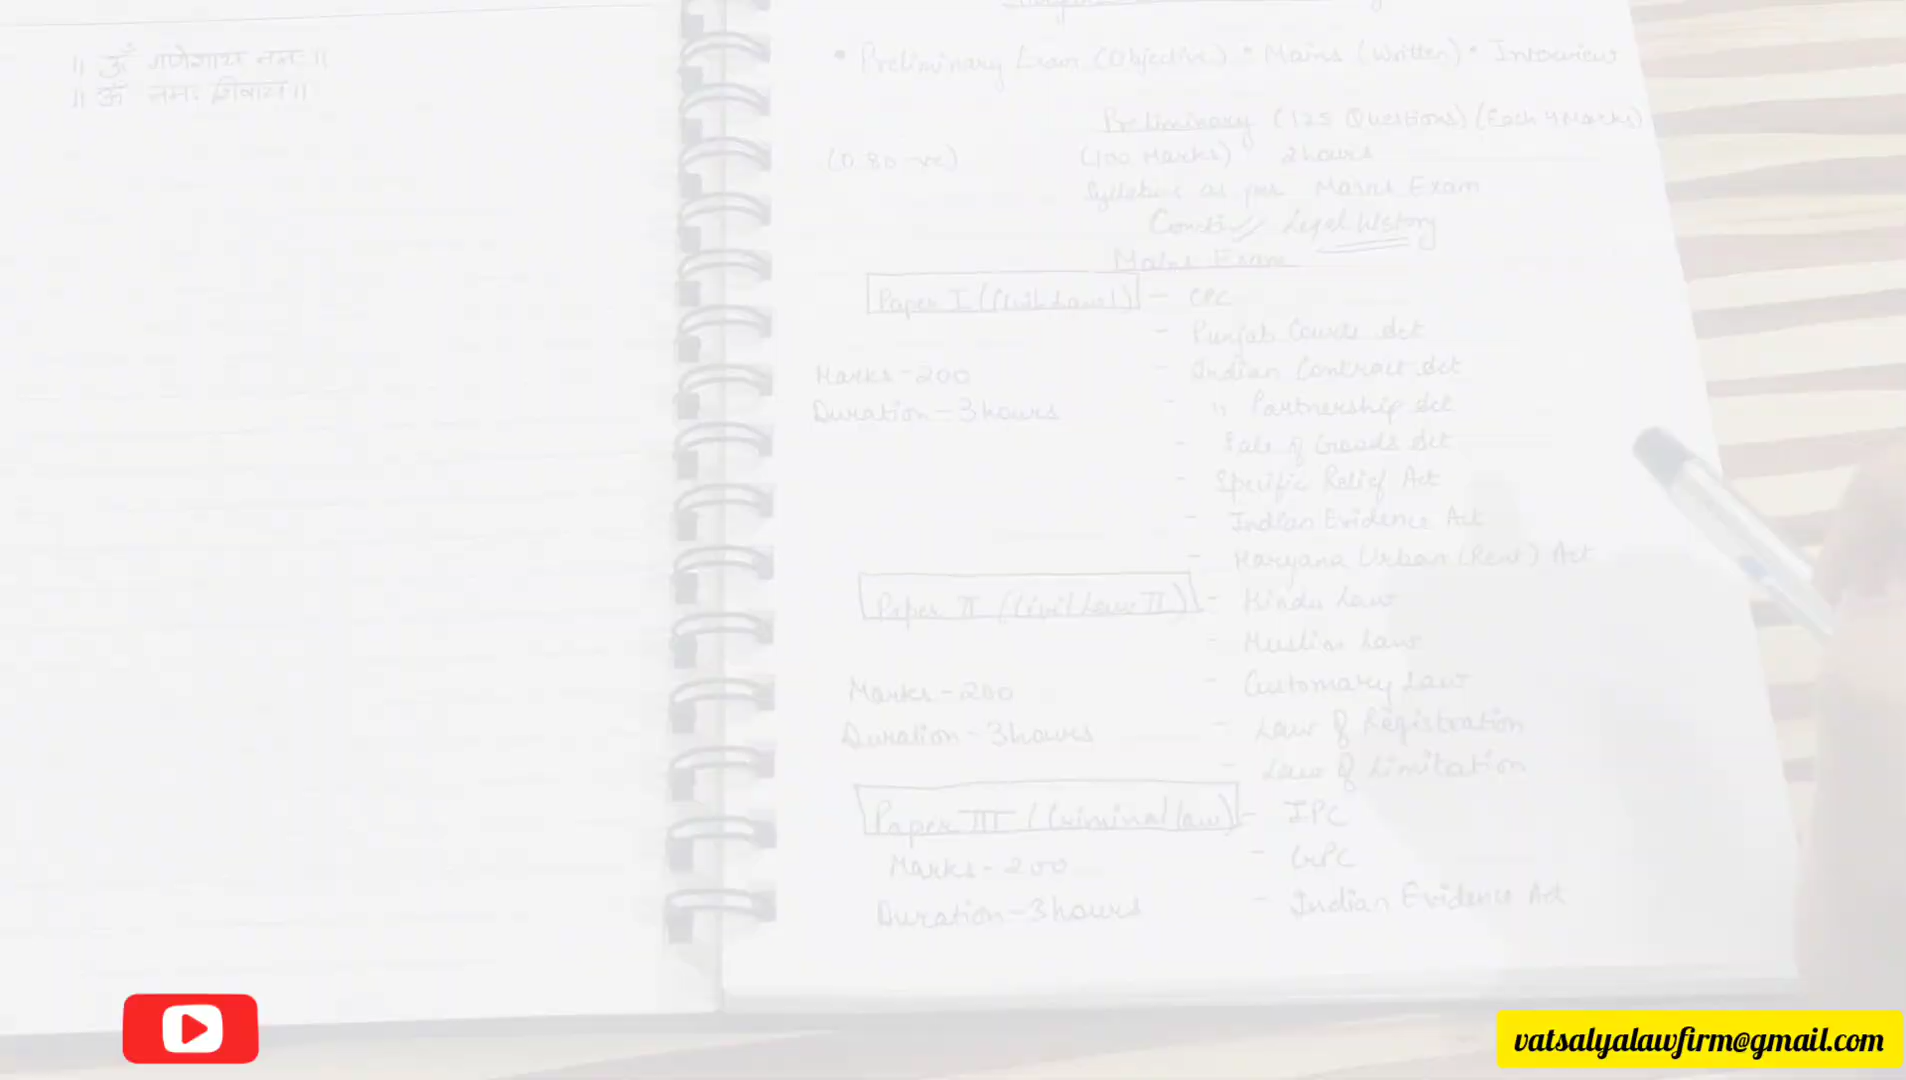 ॥ ॐ गणेशाय नमः ॥
॥ ॐ नमः शिवाय ॥
• Preliminary Exam (Objective) • Mains (Written) • Interview
Preliminary (125 Questions) (Each 4 Marks)
(0.80 -ve) (100 Marks) 2 hours
Syllabus as per Mains Exam
Legal History
Mains Exam
Paper I (Civil Law I) - CPC
- Punjab Courts Act
Marks - 200 - Indian Contract Act
Duration - 3 hours - " Partnership Act
- Sale of Goods Act
- Specific Relief Act
- Indian Evidence Act
- Haryana Urban (Rent) Act
Paper II (Civil Law II) - Hindu Law
- Muslim Law
Marks - 200 - Customary Law
Duration - 3 hours - Law of Registration
- Law of Limitation
Paper III (Criminal Law) - IPC
Marks - 200 - CrPC
Duration - 3 hours - Indian Evidence Act
vatsalyalawfirm@gmail.com